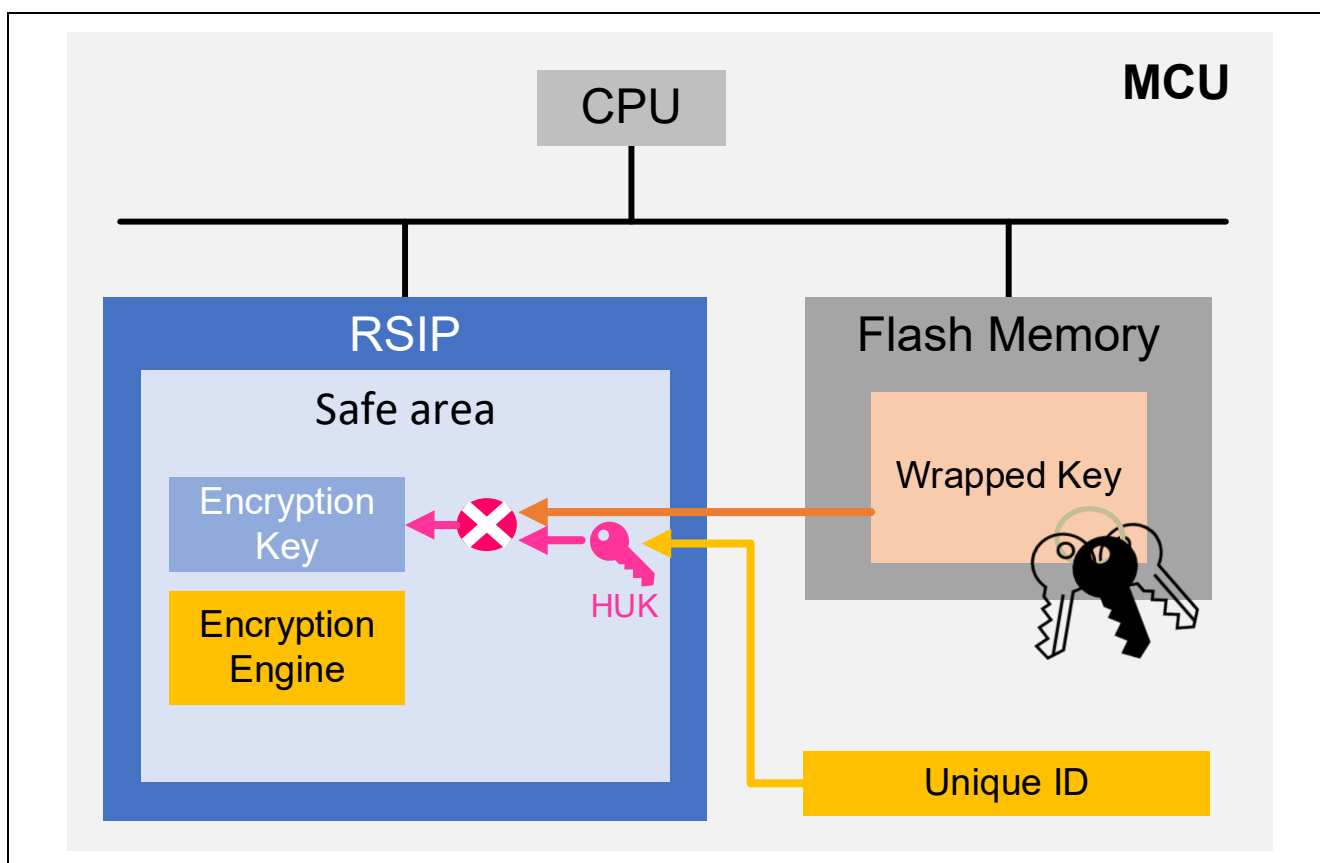 MCU
CPU
RSIP
Flash Memory
Safe area
Wrapped Key
Encryption
Key
HUK
Encryption
Engine
Unique ID